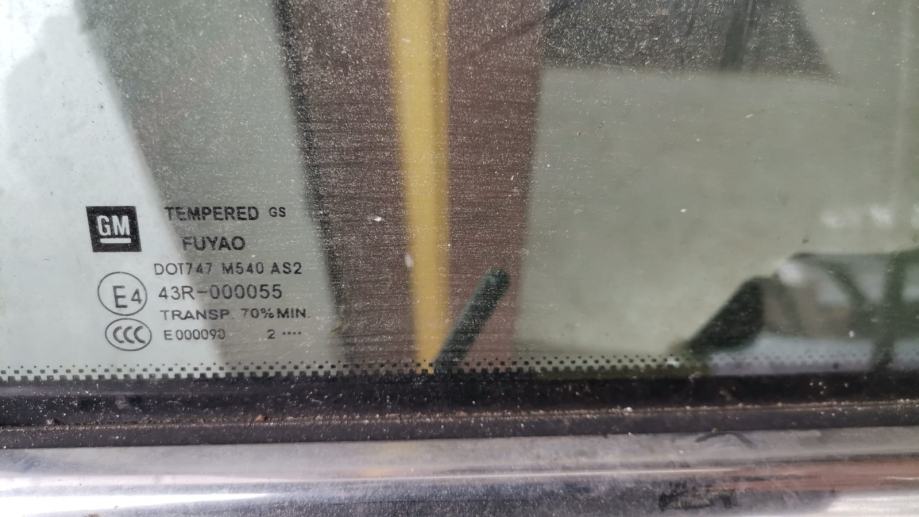 GM
TEMPERED GS
FUYAO
DOT747 M540 AS2
E4
43R-000055
TRANSP. 70% MIN.
CCC
E000090 2 ••••